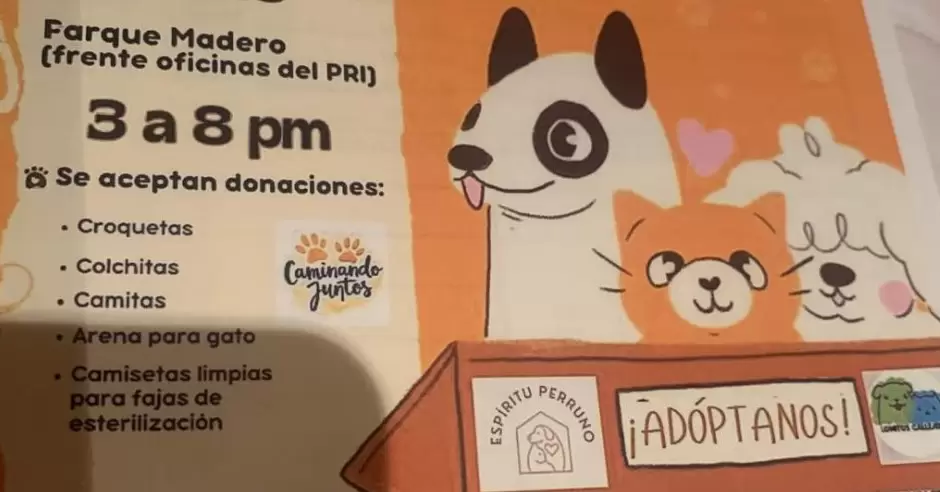 Farque Madero
(frente oficinas del PRI)
3 a 8 pm
Se aceptan donaciones:
• Croquetas
• Colchitas
• Camitas
• Arena para gato
• Camisetas limpias
para fajas de
esterilización
Caminando
Juntos
ESPÍRITU PERRUNO
¡ADÓPTANOS!